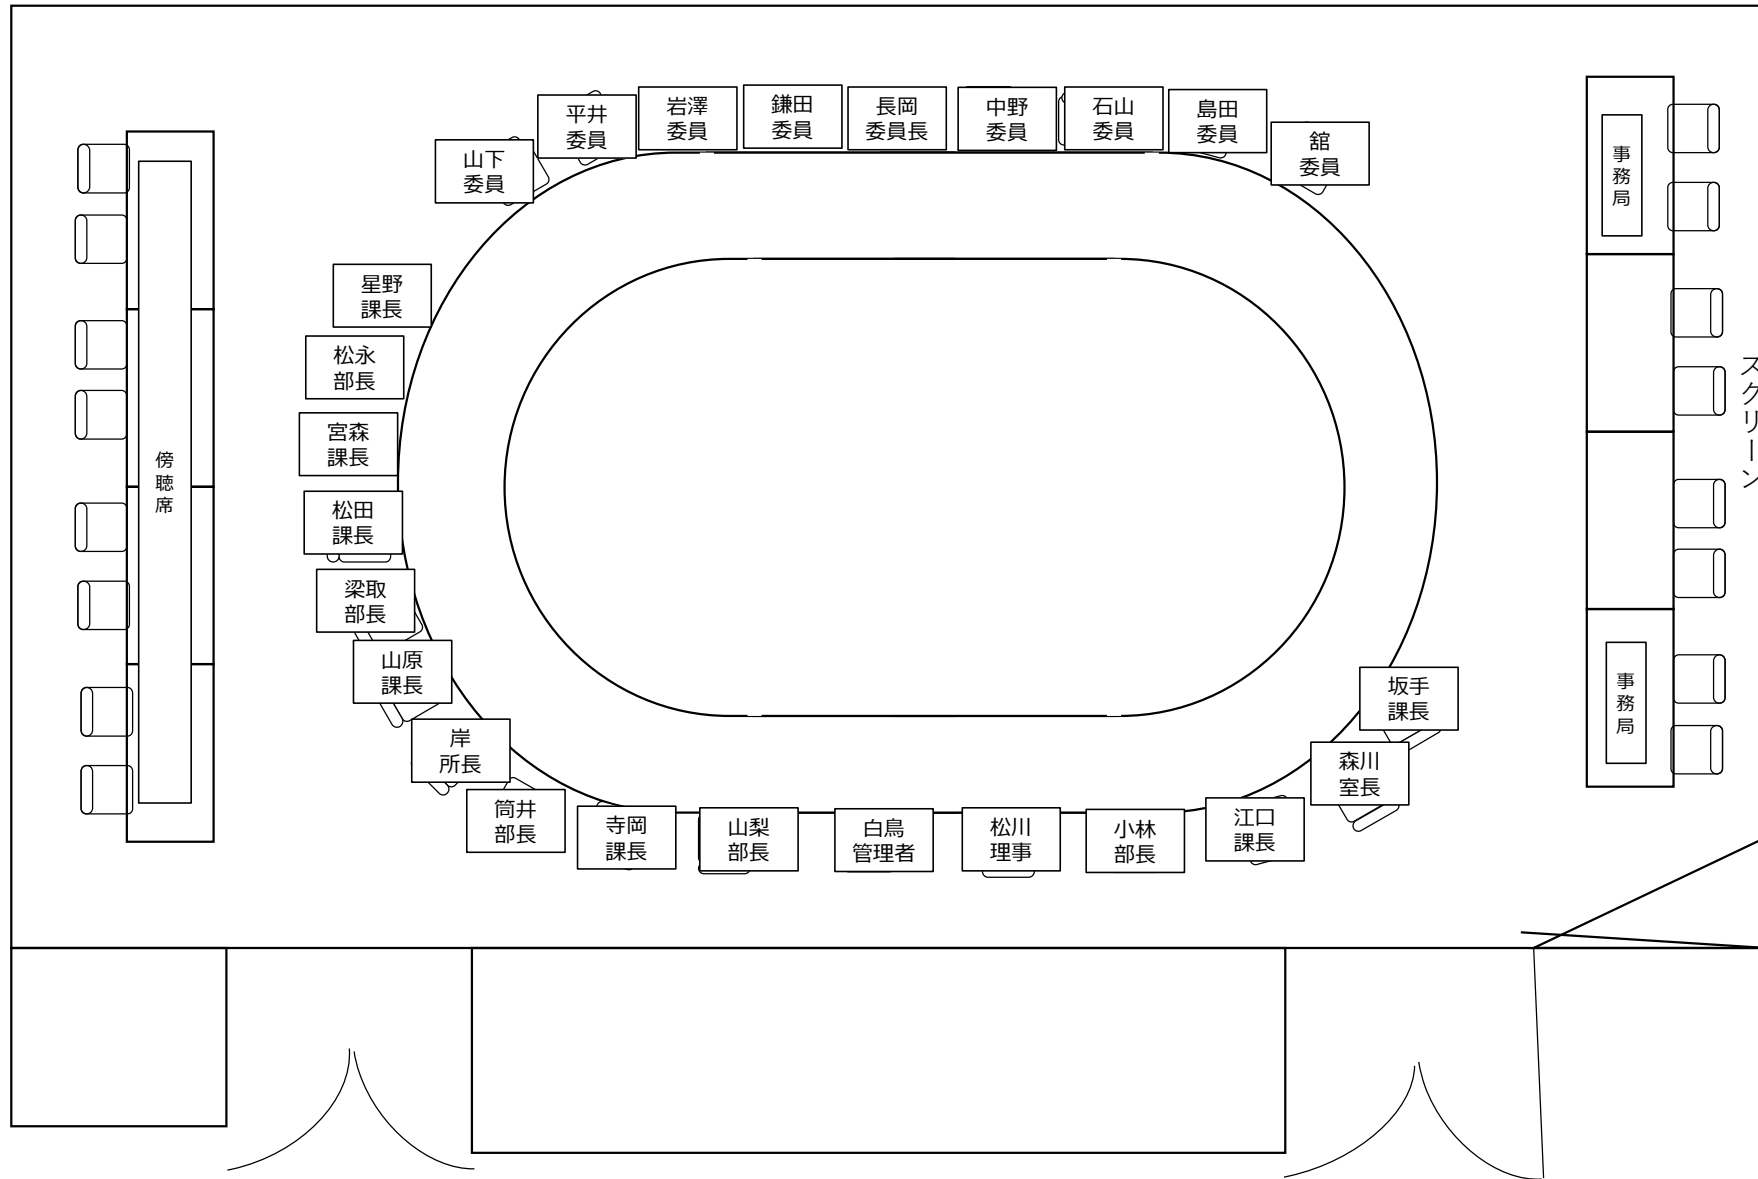 平井
委員
岩澤
委員
鎌田
委員
長岡
委員長
中野
委員
石山
委員
島田
委員
舘
委員
山下
委員
星野
課長
松永
部長
宮森
課長
松田
課長
梁取
部長
山原
課長
岸
所長
筒井
部長
寺岡
課長
山梨
部長
白鳥
管理者
松川
理事
小林
部長
江口
課長
森川
室長
坂手
課長
傍聴席
事務局
事務局
スクリーン